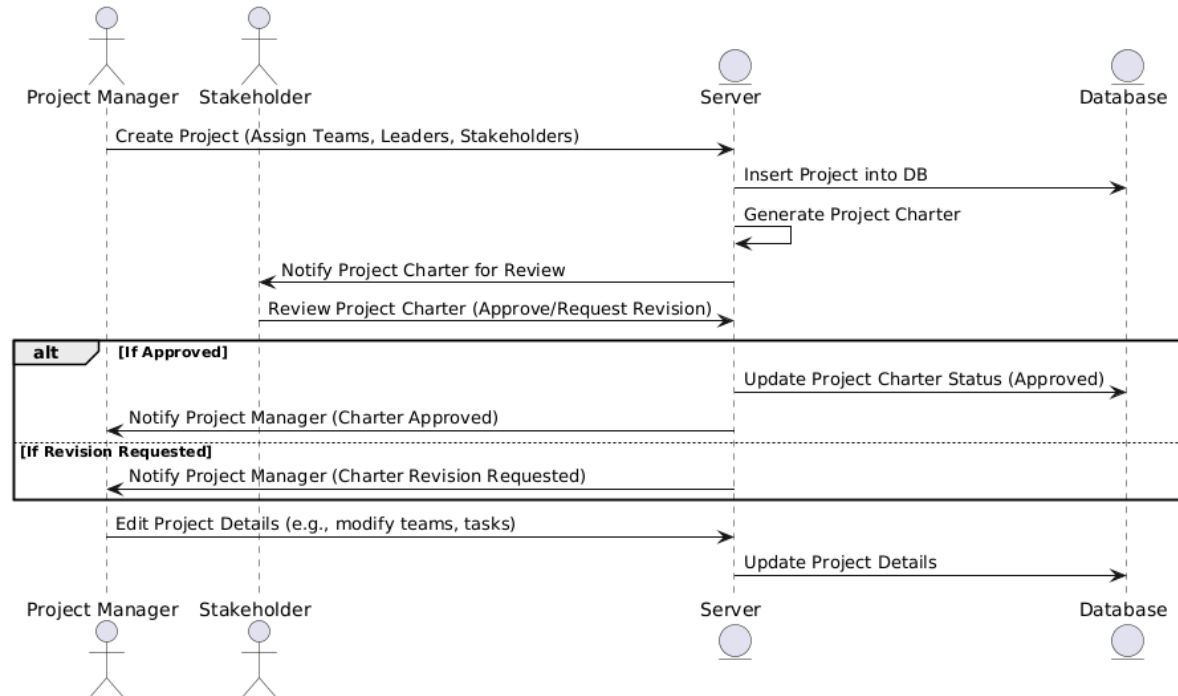 Project Manager
Stakeholder
Server
Database
Create Project (Assign Teams, Leaders, Stakeholders)
Insert Project into DB
Generate Project Charter
Notify Project Charter for Review
Review Project Charter (Approve/Request Revision)
alt
[If Approved]
Update Project Charter Status (Approved)
Notify Project Manager (Charter Approved)
[If Revision Requested]
Notify Project Manager (Charter Revision Requested)
Edit Project Details (e.g., modify teams, tasks)
Update Project Details
Project Manager
Stakeholder
Server
Database